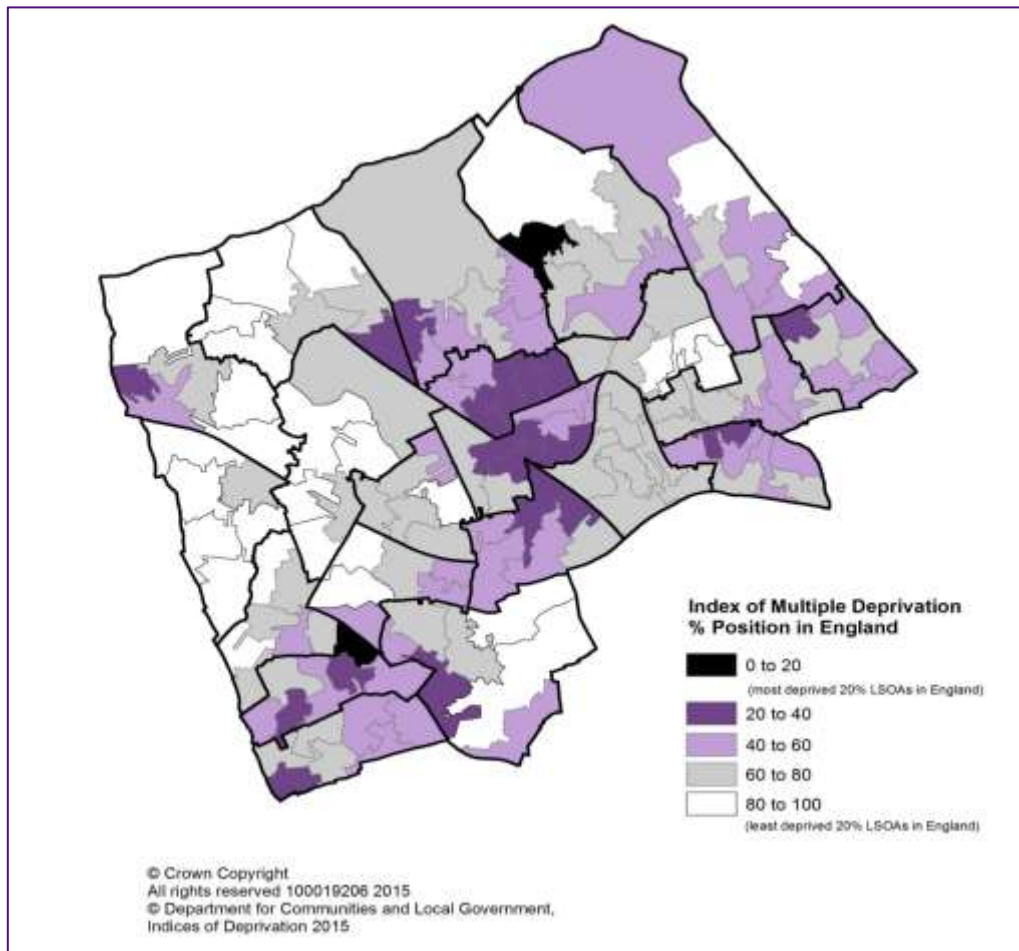 Index of Multiple Deprivation
% Position in England
0 to 20
(most deprived 20% LSOAs in England)
20 to 40
40 to 60
60 to 80
80 to 100
(least deprived 20% LSOAs in England)
© Crown Copyright
All rights reserved 100019206 2015
© Department for Communities and Local Government,
Indices of Deprivation 2015